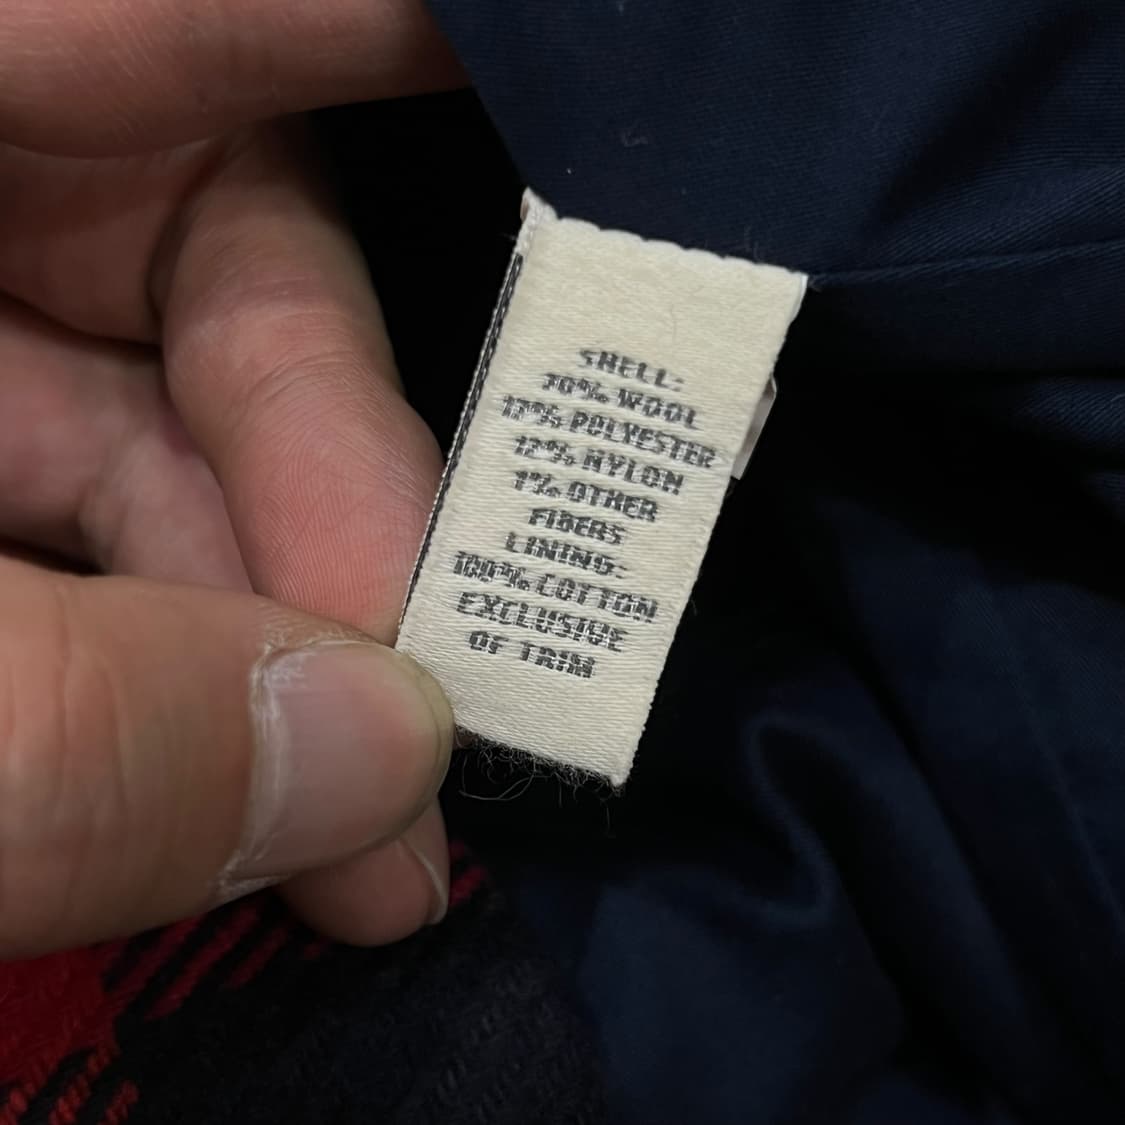 SHELL:
70% WOOL
17% POLYESTER
12% NYLON
1% OTHER
FIBERS
LINING:
100% COTTON
EXCLUSIVE
OF TRIM